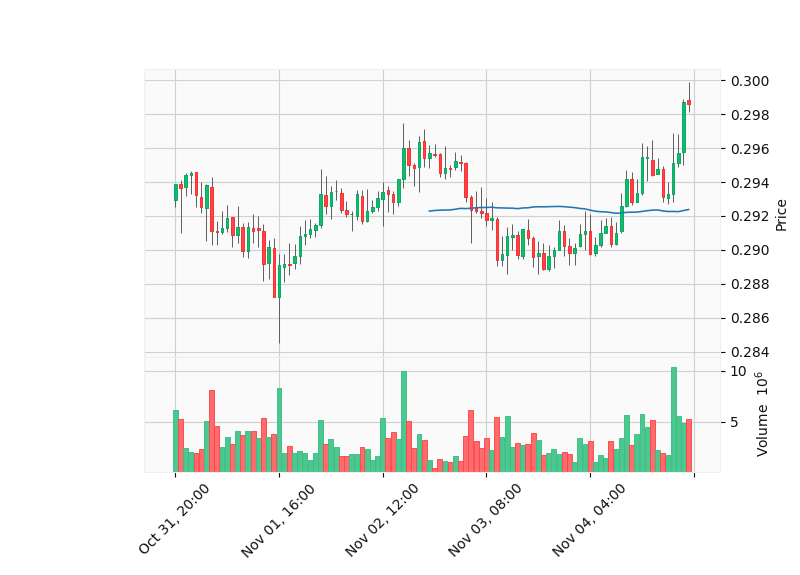 0.300
0.298
0.296
0.294
0.292
0.290
0.288
0.286
0.284
Price
10
5
Volume 10^6
Oct 31, 20:00
Nov 01, 16:00
Nov 02, 12:00
Nov 03, 08:00
Nov 04, 04:00